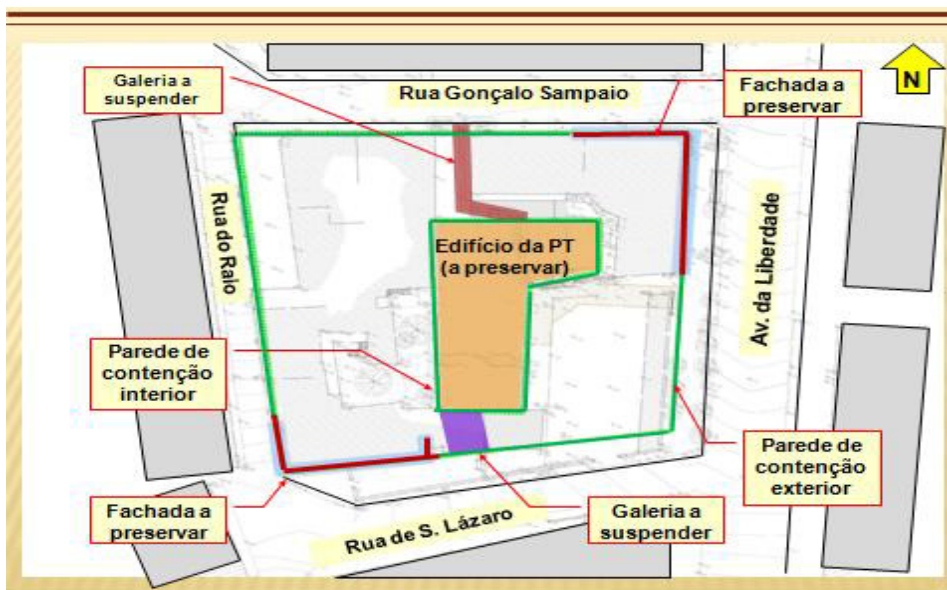 Galeria a
suspender
Rua Gonçalo Sampaio
Fachada a
preservar
N
Rua do Raio
Edifício da PT
(a preservar)
Av. da Liberdade
Parede de
contenção
interior
Parede de
contenção
exterior
Fachada a
preservar
Rua de S. Lázaro
Galeria a
suspender